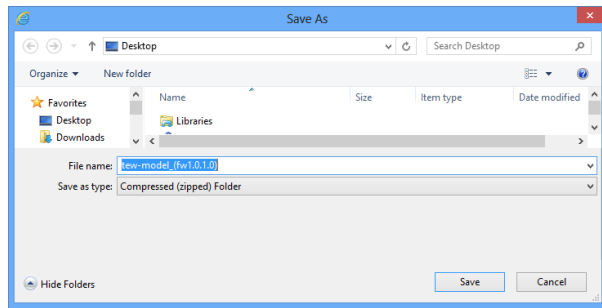 Save As
Desktop
Search Desktop
Organize
New folder
Favorites
Desktop
Downloads
Name
Size
Item type
Date modified
Libraries
File name:
tew-model_(fw1.0.1.0)
Save as type:
Compressed (zipped) Folder
Hide Folders
Save
Cancel